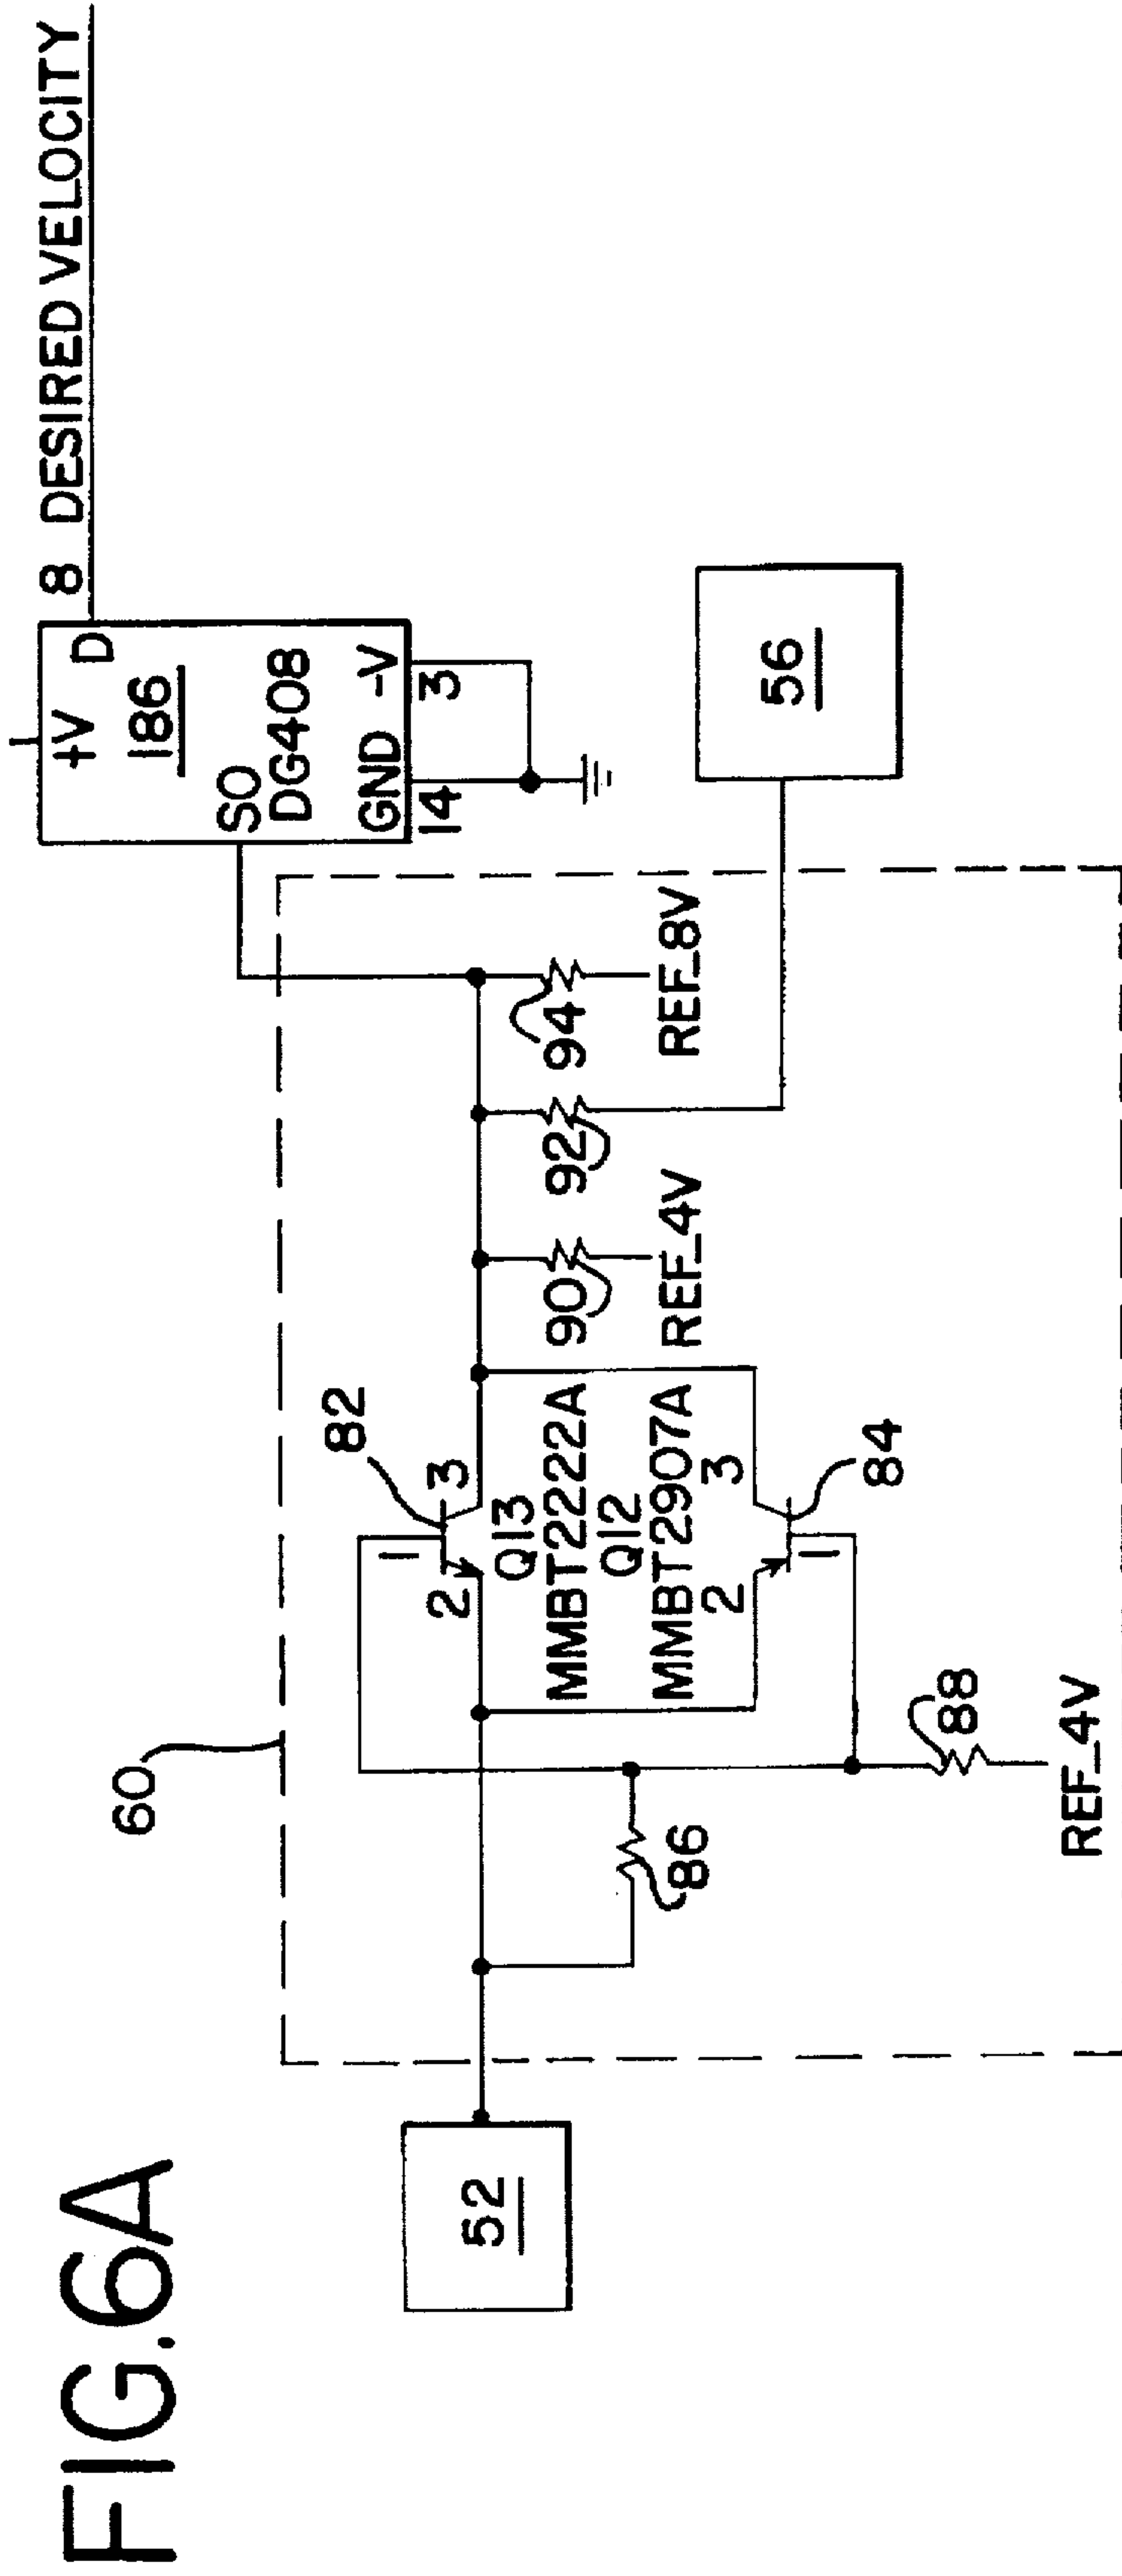 FIG.6A
8 DESIRED VELOCITY
+V
D
186
SO
DG408
GND -V
14 3
60
82
52
2 1 3
Q13
MMBT2222A
Q12
MMBT2907A
2 3
1
84
86
88
REF_4V
90
REF_4V
92
94
REF_8V
56